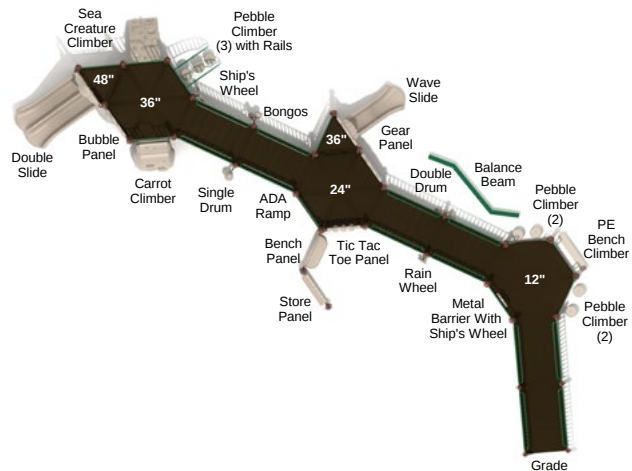 Sea
Creature
Climber
Pebble
Climber
(3) with Rails
48"
36"
Ship's
Wheel
Bongos
Wave
Slide
Double
Slide
Bubble
Panel
Carrot
Climber
Single
Drum
ADA
Ramp
36"
24"
Gear
Panel
Double
Drum
Balance
Beam
Bench
Panel
Tic Tac
Toe Panel
Store
Panel
Rain
Wheel
Pebble
Climber
(2)
PE
Bench
Climber
12"
Metal
Barrier With
Ship's Wheel
Pebble
Climber
(2)
Grade